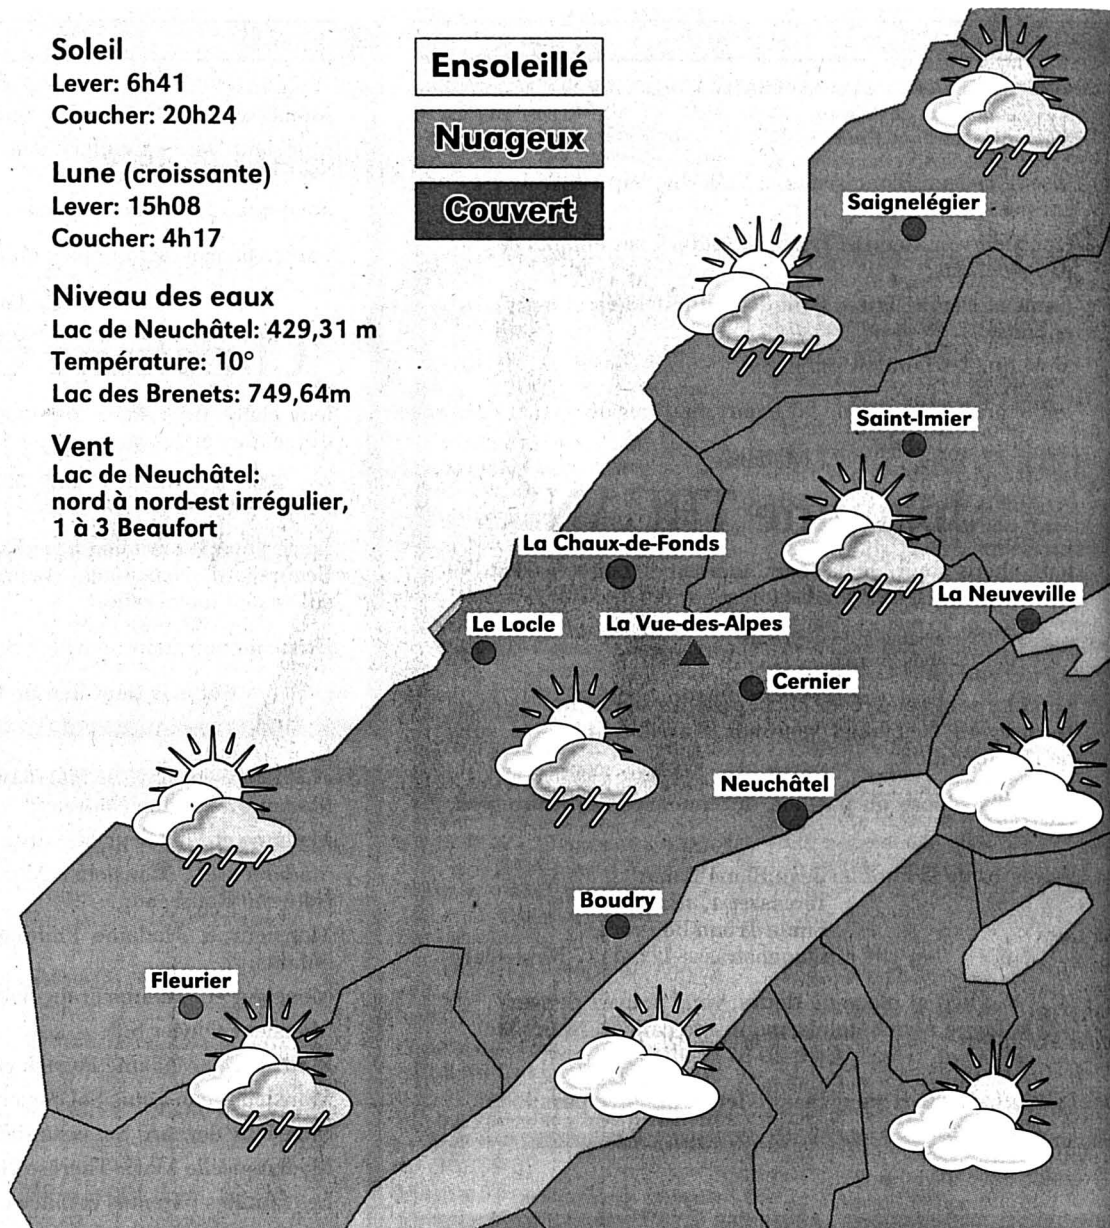 Soleil
Lever: 6h41
Coucher: 20h24
Lune (croissante)
Lever: 15h08
Coucher: 4h17
Niveau des eaux
Lac de Neuchâtel: 429,31 m
Température: 10°
Lac des Brenets: 749,64m
Vent
Lac de Neuchâtel:
nord à nord-est irrégulier,
1 à 3 Beaufort
Ensoleillé
Nuageux
Couvert
Saignelégier
Saint-Imier
La Chaux-de-Fonds
La Neuveville
Le Locle
La Vue-des-Alpes
Cernier
Neuchâtel
Boudry
Fleurier